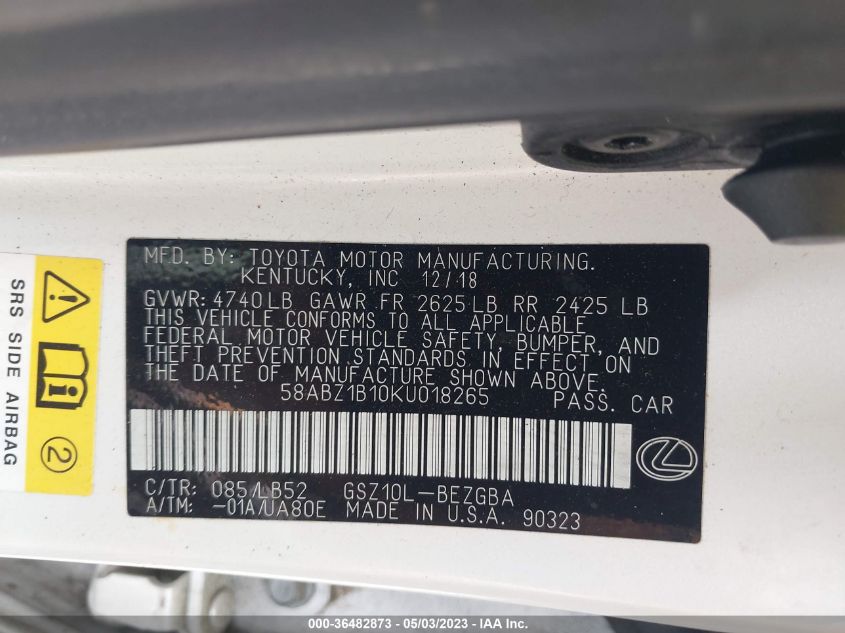 MFD. BY: TOYOTA MOTOR MANUFACTURING.
KENTUCKY, INC 12/18
GVWR: 4740LB GAWR FR 2625LB RR 2425 LB
THIS VEHICLE CONFORMS TO ALL APPLICABLE
FEDERAL MOTOR VEHICLE SAFETY, BUMPER, AND
THEFT PREVENTION STANDARDS IN EFFECT ON
THE DATE OF MANUFACTURE SHOWN ABOVE.
58ABZ1B10KU018265 PASS. CAR
C/TR: 085/LB52 GSZ10L-BEZGBA
A/TM: -01A/UA80E MADE IN U.S.A. 90323
SRS SIDE AIRBAG
2
000-36482873 - 05/03/2023 - IAA Inc.